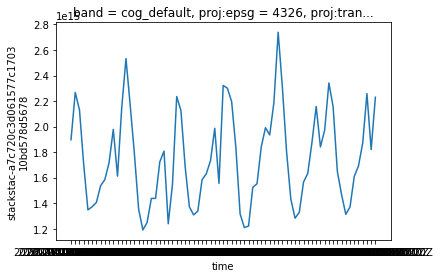 1e15
band = cog_default, proj:epsg = 4326, proj:tran...
2.8
2.6
2.4
2.2
2.0
1.8
1.6
1.4
1.2
stackstac-a7c720c3d061577c1703
10bd578d5678
time